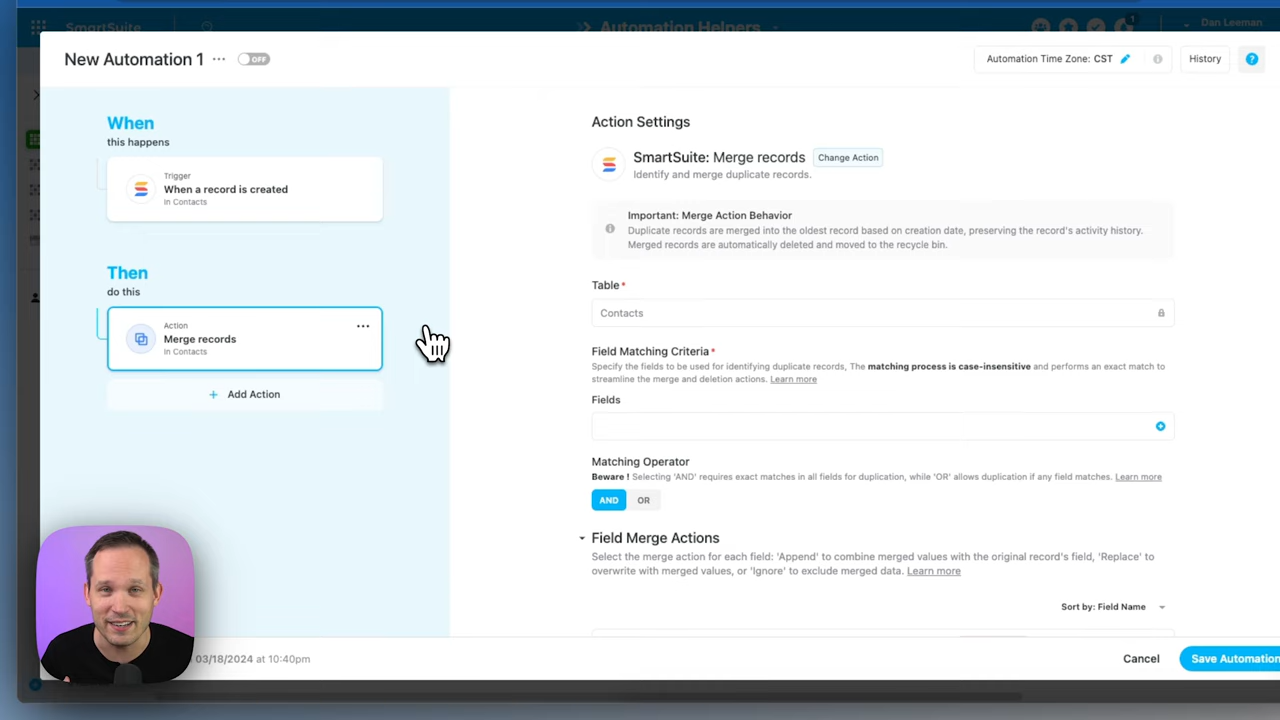 SmartSuite
Automation Helpers
1
Dan Leeman
New Automation 1
OFF
Automation Time Zone: CST
History
?
When
this happens
Trigger
When a record is created
In Contacts
Then
do this
Action
Merge records
In Contacts
+ Add Action
Action Settings
SmartSuite: Merge records
Change Action
Identify and merge duplicate records.
Important: Merge Action Behavior
Duplicate records are merged into the oldest record based on creation date, preserving the record's activity history.
Merged records are automatically deleted and moved to the recycle bin.
Table*
Contacts
Field Matching Criteria*
Specify the fields to be used for identifying duplicate records, The matching process is case-insensitive and performs an exact match to
streamline the merge and deletion actions. Learn more
Fields
Matching Operator
Beware ! Selecting 'AND' requires exact matches in all fields for duplication, while 'OR' allows duplication if any field matches. Learn more
AND OR
Field Merge Actions
Select the merge action for each field: 'Append' to combine merged values with the original record's field, 'Replace' to
overwrite with merged values, or 'Ignore' to exclude merged data. Learn more
Sort by: Field Name
03/18/2024 at 10:40pm
Cancel
Save Automation